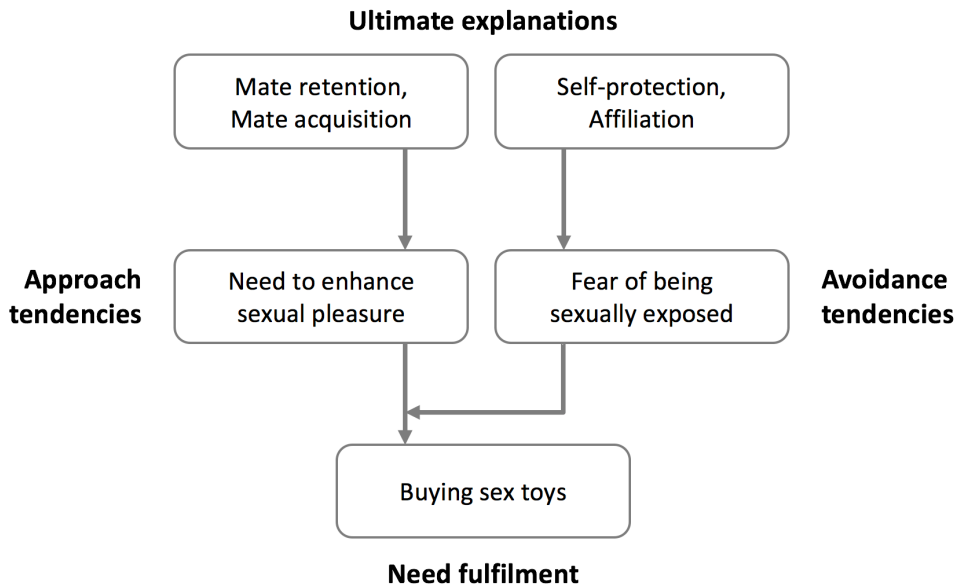 Ultimate explanations
Mate retention,
Mate acquisition
Self-protection,
Affiliation
Approach
tendencies
Need to enhance
sexual pleasure
Fear of being
sexually exposed
Avoidance
tendencies
Buying sex toys
Need fulfilment